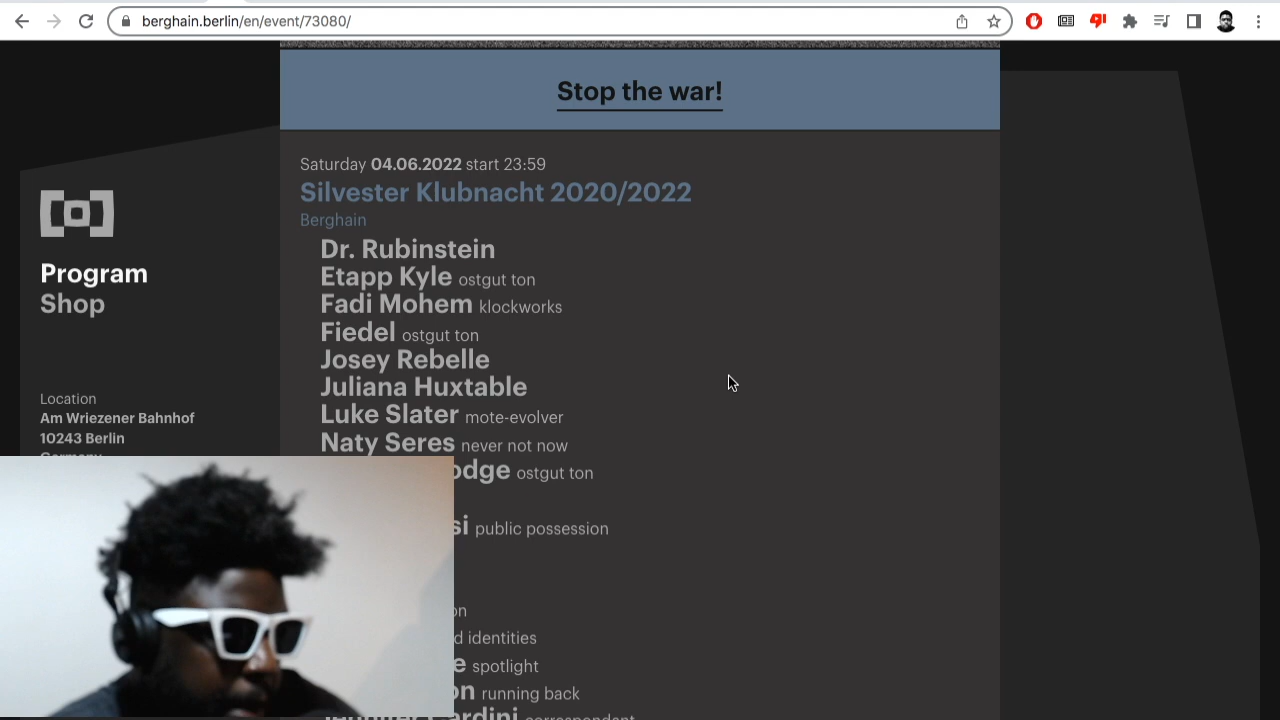 berghain.berlin/en/event/73080/
Stop the war!
Saturday 04.06.2022 start 23:59
Silvester Klubnacht 2020/2022
Berghain
Dr. Rubinstein
Etapp Kyle ostgut ton
Fadi Mohem klockworks
Fiedel ostgut ton
Josey Rebelle
Juliana Huxtable
Luke Slater mote-evolver
Naty Seres never not now
odge ostgut ton
si public possession
on
d identities
e spotlight
on running back
Program
Shop
Location
Am Wriezener Bahnhof
10243 Berlin